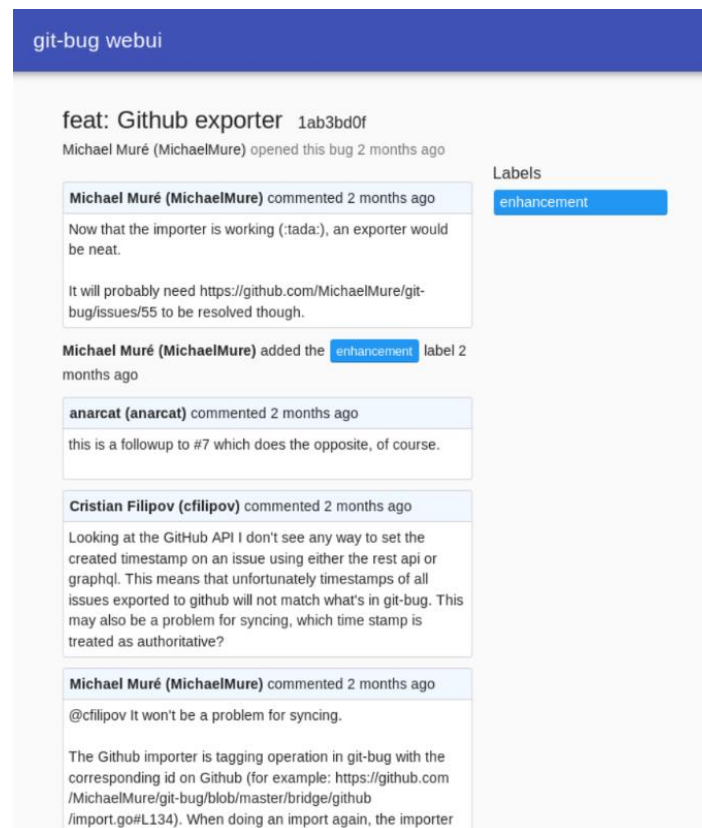 git-bug webui
feat: Github exporter 1ab3bd0f
Michael Muré (MichaelMure) opened this bug 2 months ago
Labels
enhancement
Michael Muré (MichaelMure) commented 2 months ago
Now that the importer is working (:tada:), an exporter would
be neat.
It will probably need https://github.com/MichaelMure/git-
bug/issues/55 to be resolved though.
Michael Muré (MichaelMure) added the enhancement label 2
months ago
anarcat (anarcat) commented 2 months ago
this is a followup to #7 which does the opposite, of course.
Cristian Filipov (cfilipov) commented 2 months ago
Looking at the GitHub API I don't see any way to set the
created timestamp on an issue using either the rest api or
graphql. This means that unfortunately timestamps of all
issues exported to github will not match what's in git-bug. This
may also be a problem for syncing, which time stamp is
treated as authoritative?
Michael Muré (MichaelMure) commented 2 months ago
@cfilipov It won't be a problem for syncing.
The Github importer is tagging operation in git-bug with the
corresponding id on Github (for example: https://github.com
/MichaelMure/git-bug/blob/master/bridge/github
/import.go#L134). When doing an import again, the importer